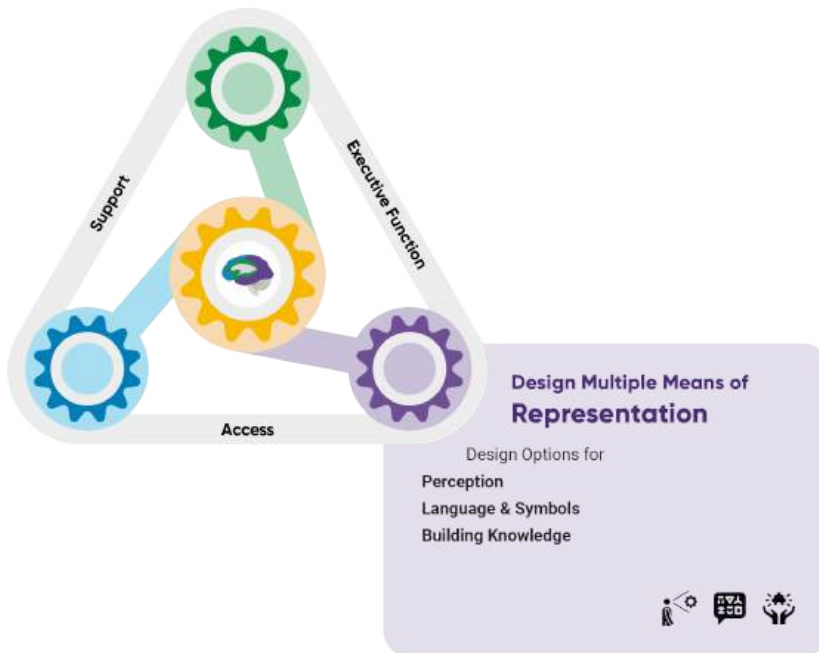 Support
Executive Function
Access
Design Multiple Means of
Representation
Design Options for
Perception
Language & Symbols
Building Knowledge